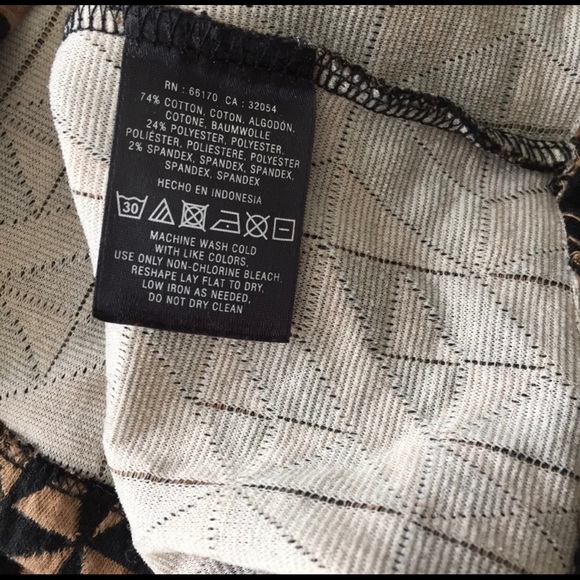 RN : 66170 CA : 32054
74% COTTON, COTON, ALGODÓN,
COTONE, BAUMWOLLE
24% POLYESTER, POLYESTER,
POLIÉSTER, POLIESTERE, POLYESTER
2% SPANDEX, SPANDEX, SPANDEX,
SPANDEX, SPANDEX
HECHO EN INDONESIA
30
MACHINE WASH COLD
WITH LIKE COLORS,
USE ONLY NON-CHLORINE BLEACH.
RESHAPE LAY FLAT TO DRY.
LOW IRON AS NEEDED,
DO NOT DRY CLEAN